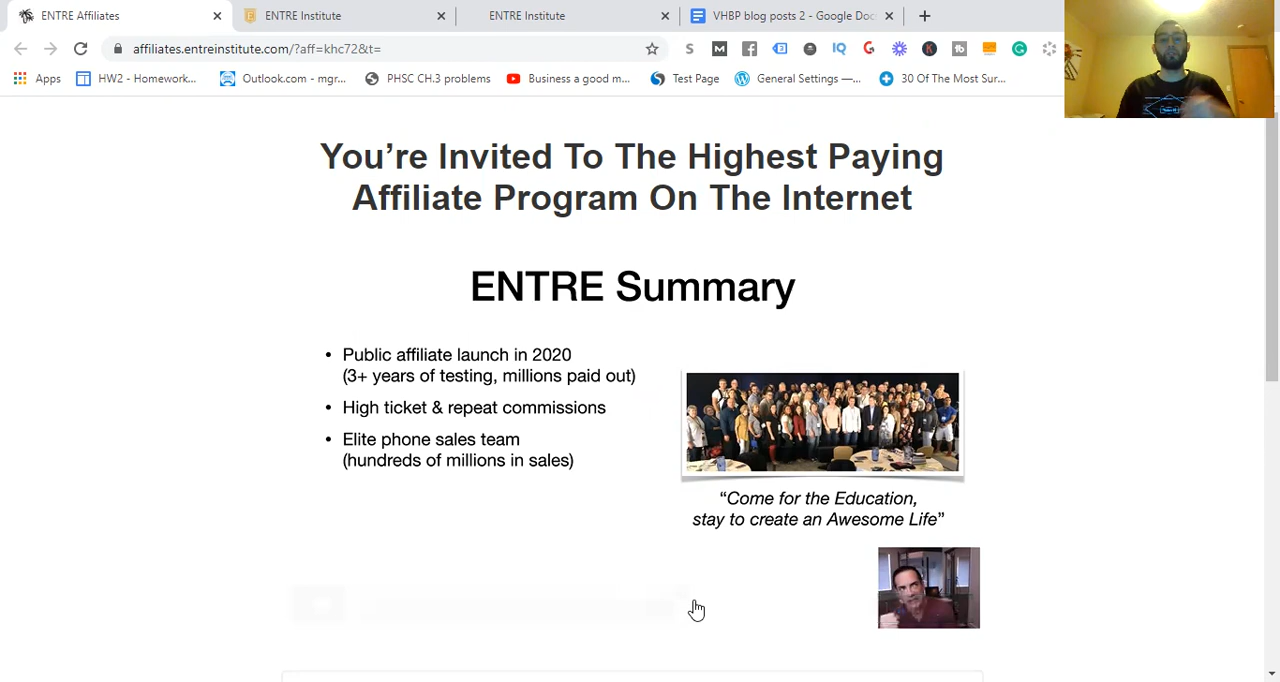 ENTRE Affiliates
ENTRE Institute
ENTRE Institute
VHBP blog posts 2 - Google Doc
affiliates.entreinstitute.com/?aff=khc72&t=
Apps
HW2 - Homework...
Outlook.com - mgr...
PHSC CH.3 problems
Business a good m...
Test Page
General Settings —...
30 Of The Most Sur...
You’re Invited To The Highest Paying
Affiliate Program On The Internet
ENTRE Summary
• Public affiliate launch in 2020
(3+ years of testing, millions paid out)
• High ticket & repeat commissions
• Elite phone sales team
(hundreds of millions in sales)
“Come for the Education,
stay to create an Awesome Life”